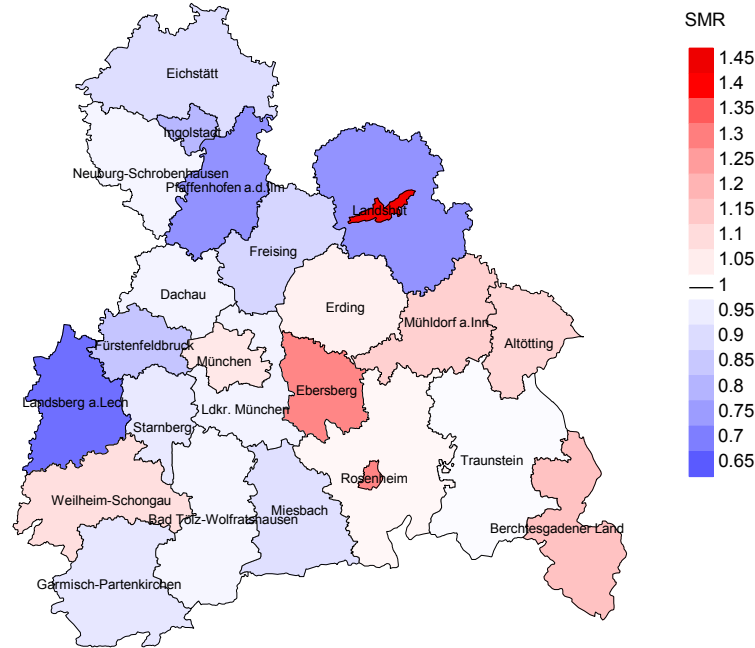 SMR
1.45
1.4
1.35
1.3
1.25
1.2
1.15
1.1
1.05
1
0.95
0.9
0.85
0.8
0.75
0.7
0.65
Eichstätt
Ingolstadt
Neuburg-Schrobenhausen
Pfaffenhofen a.d.Ilm
Landshut
Freising
Dachau
Erding
Mühldorf a.Inn
Altötting
Fürstenfeldbruck
München
Ebersberg
Landsberg a.Lech
Ldkr. München
Starnberg
Traunstein
Rosenheim
Weilheim-Schongau
Miesbach
Bad Tölz-Wolfratshausen
Berchtesgadener Land
Garmisch-Partenkirchen